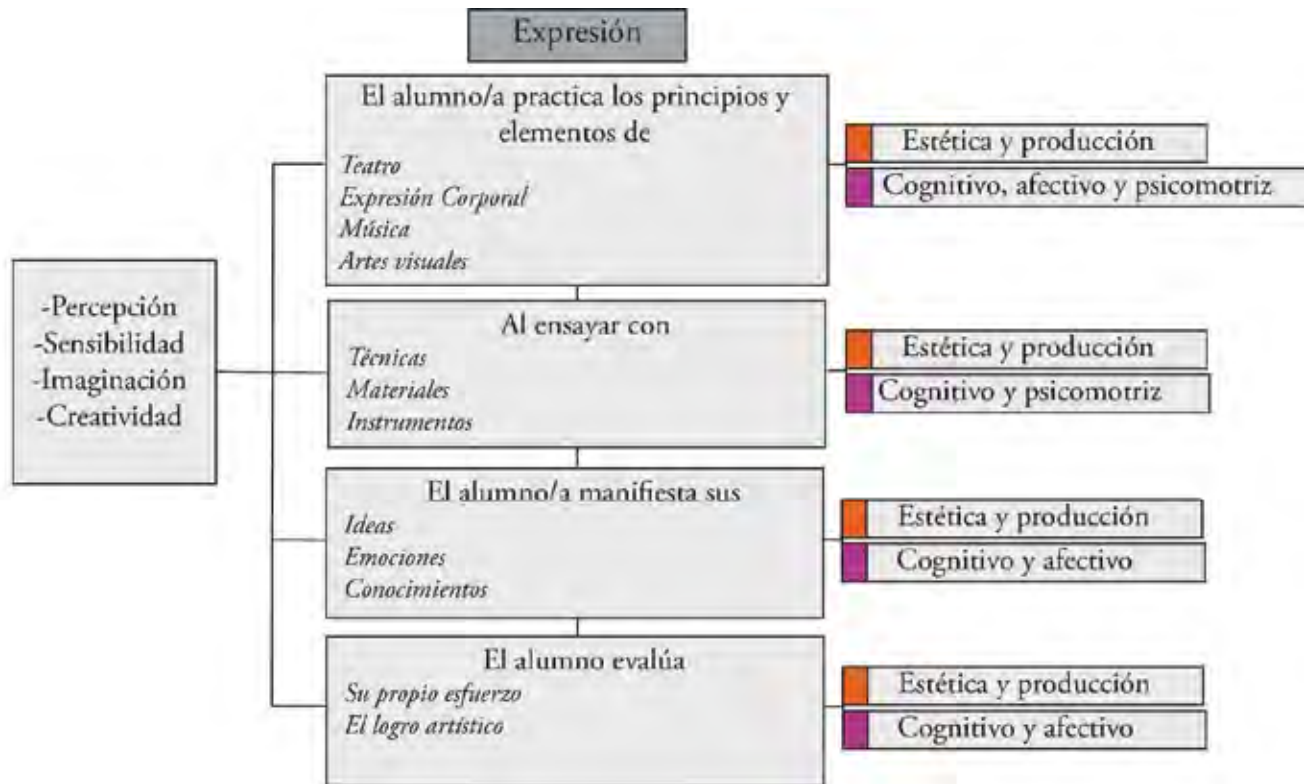 Expresión
El alumno/a practica los principios y
elementos de
Teatro
Expresión Corporal
Música
Artes visuales
Estética y producción
Cognitivo, afectivo y psicomotriz
-Percepción
-Sensibilidad
-Imaginación
-Creatividad
Al ensayar con
Técnicas
Materiales
Instrumentos
Estética y producción
Cognitivo y psicomotriz
El alumno/a manifiesta sus
Ideas
Emociones
Conocimientos
Estética y producción
Cognitivo y afectivo
El alumno evalúa
Su propio esfuerzo
El logro artístico
Estética y producción
Cognitivo y afectivo